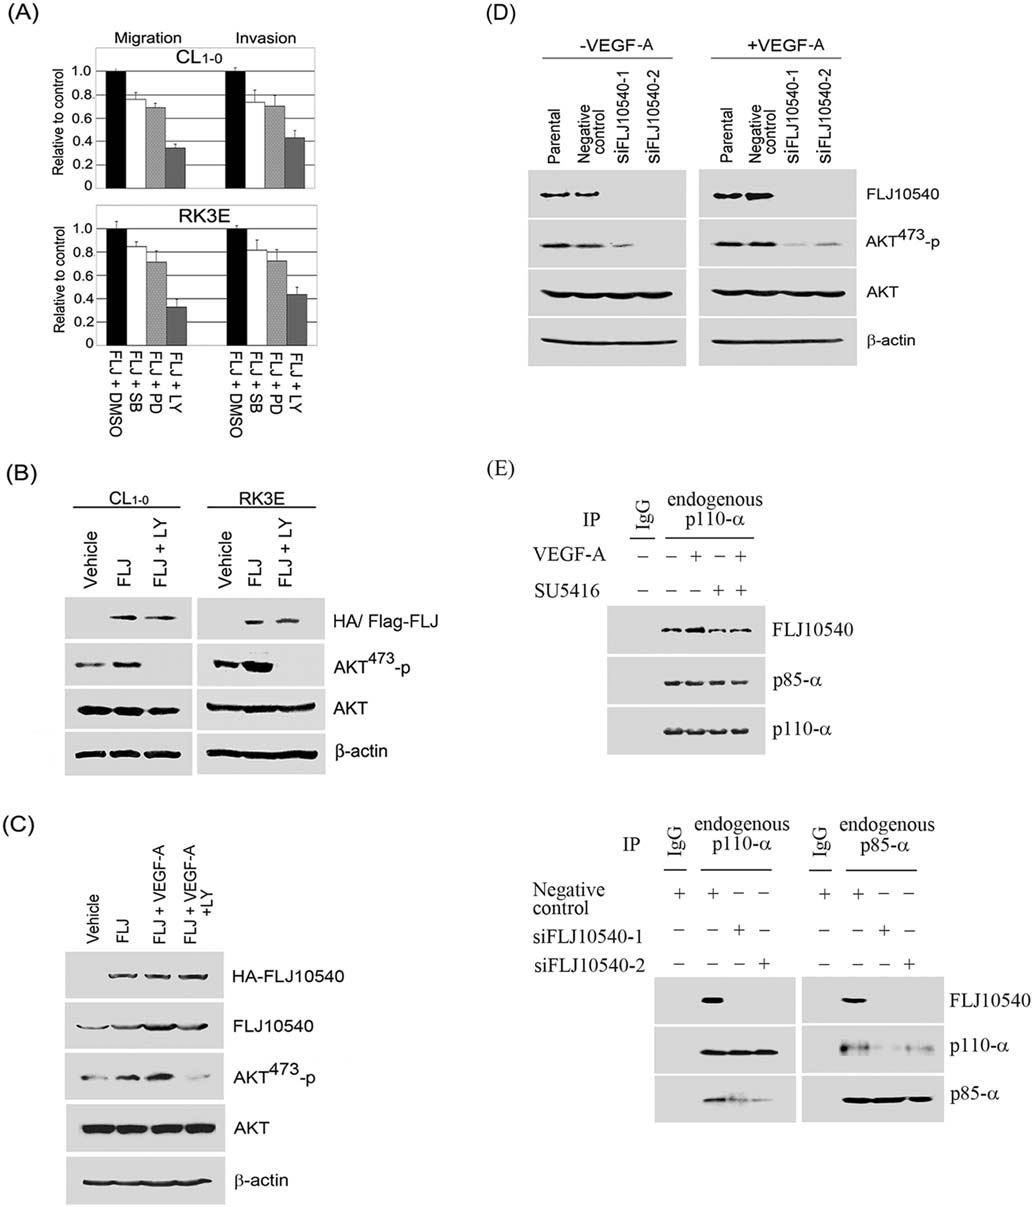 (A)
Migration Invasion
CL1-0
Relative to control
1.0
0.8
0.6
0.4
0.2
0
RK3E
Relative to control
1.0
0.8
0.6
0.4
0.2
0
FLJ + DMSO
FLJ + SB
FLJ + PD
FLJ + LY
FLJ + DMSO
FLJ + SB
FLJ + PD
FLJ + LY
(B)
CL1-0 RK3E
Vehicle
FLJ
FLJ + LY
Vehicle
FLJ
FLJ + LY
HA/ Flag-FLJ
AKT473-p
AKT
β-actin
(C)
Vehicle
FLJ
FLJ + VEGF-A
FLJ + VEGF-A
+LY
HA-FLJ10540
FLJ10540
AKT473-p
AKT
β-actin
(D)
-VEGF-A +VEGF-A
Parental
Negative
control
siFLJ10540-1
siFLJ10540-2
Parental
Negative
control
siFLJ10540-1
siFLJ10540-2
FLJ10540
AKT473-p
AKT
β-actin
(E)
IP IgG endogenous
p110-α
VEGF-A − − + − +
SU5416 − − − + +
FLJ10540
p85-α
p110-α
IP IgG endogenous
p110-α
IgG endogenous
p85-α
Negative
control + + − − + + − −
siFLJ10540-1 − − + − − − + −
siFLJ10540-2 − − − + − − − +
FLJ10540
p110-α
p85-α